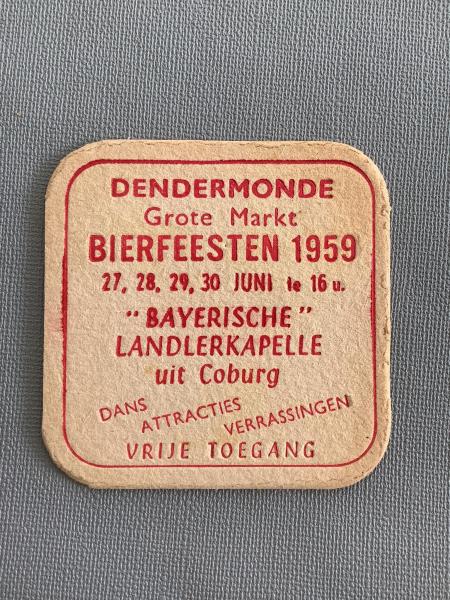 DENDERMONDE
Grote Markt
BIERFEESTEN 1959
27, 28, 29, 30 JUNI te 16 u.
"BAYERISCHE"
LANDLERKAPELLE
uit Coburg
DANS
ATTRACTIES
VERRASSINGEN
VRIJE TOEGANG